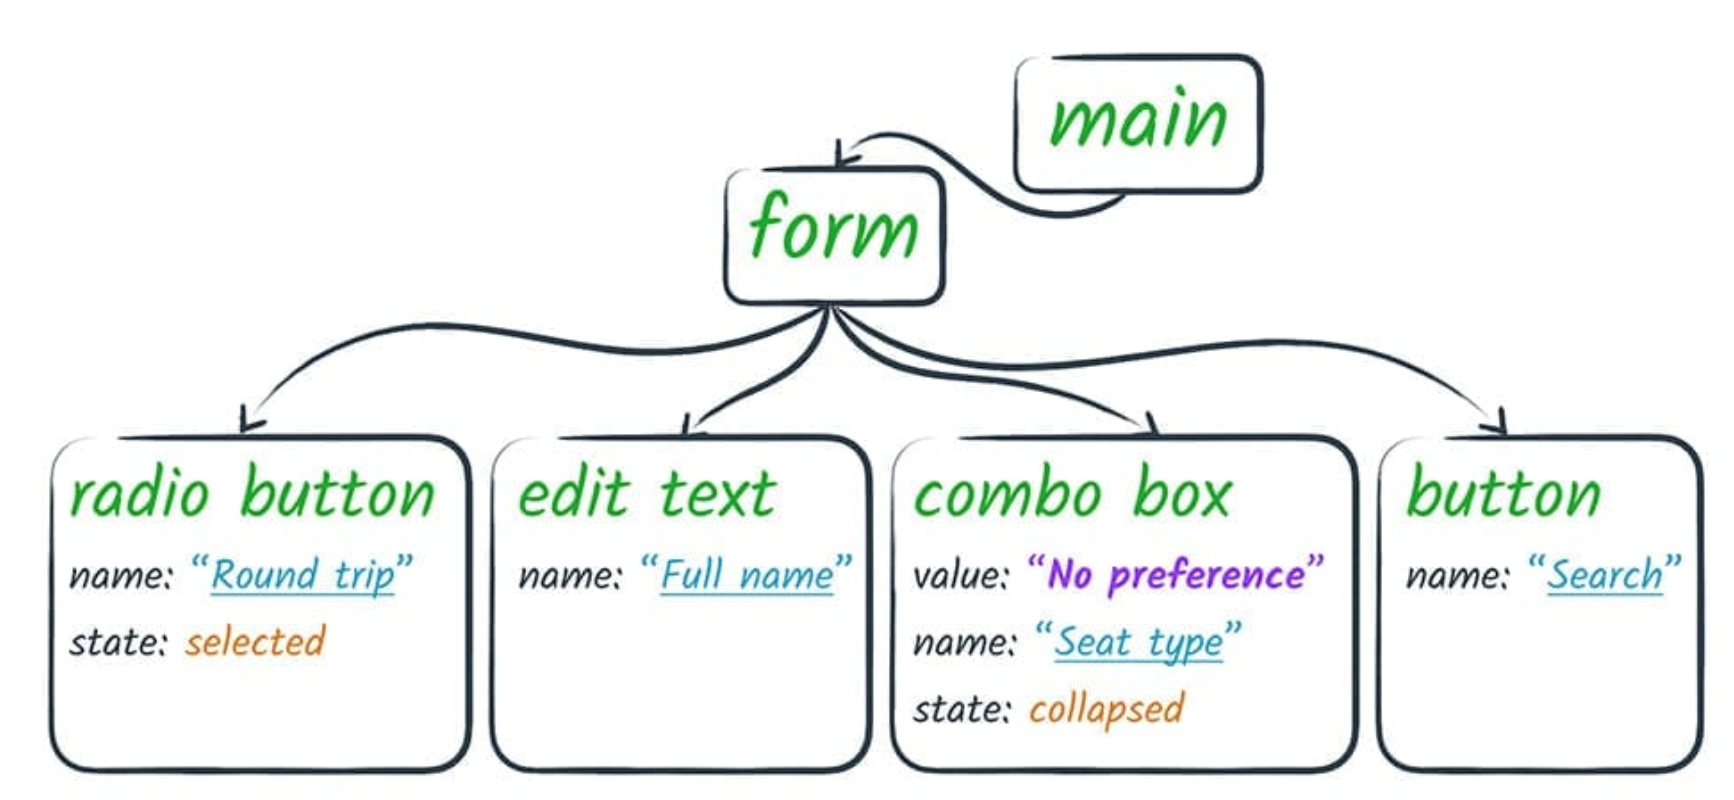 main
form
radio button
name: “Round trip”
state: selected
edit text
name: “Full name”
combo box
value: “No preference”
name: “Seat type”
state: collapsed
button
name: “Search”